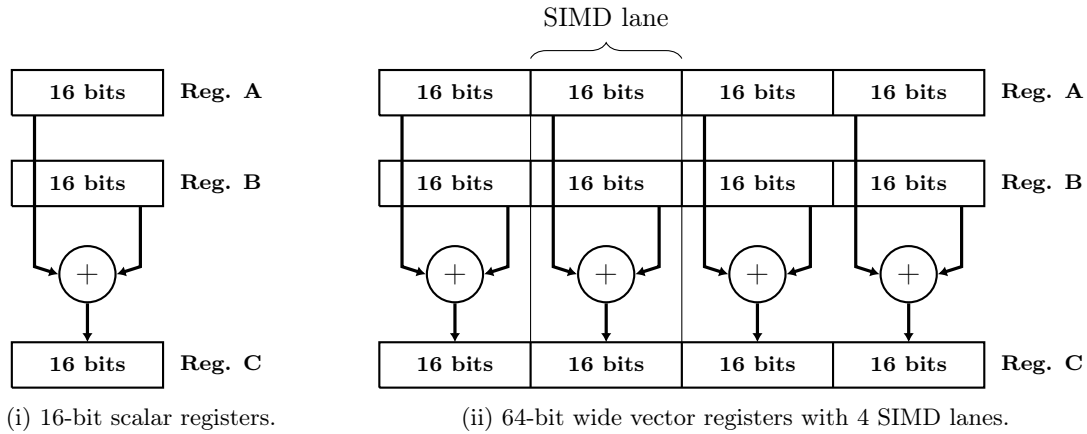 SIMD lane
16 bits Reg. A 16 bits 16 bits 16 bits 16 bits Reg. A
16 bits Reg. B 16 bits 16 bits 16 bits 16 bits Reg. B
+ + + + +
16 bits Reg. C 16 bits 16 bits 16 bits 16 bits Reg. C
(i) 16-bit scalar registers. (ii) 64-bit wide vector registers with 4 SIMD lanes.